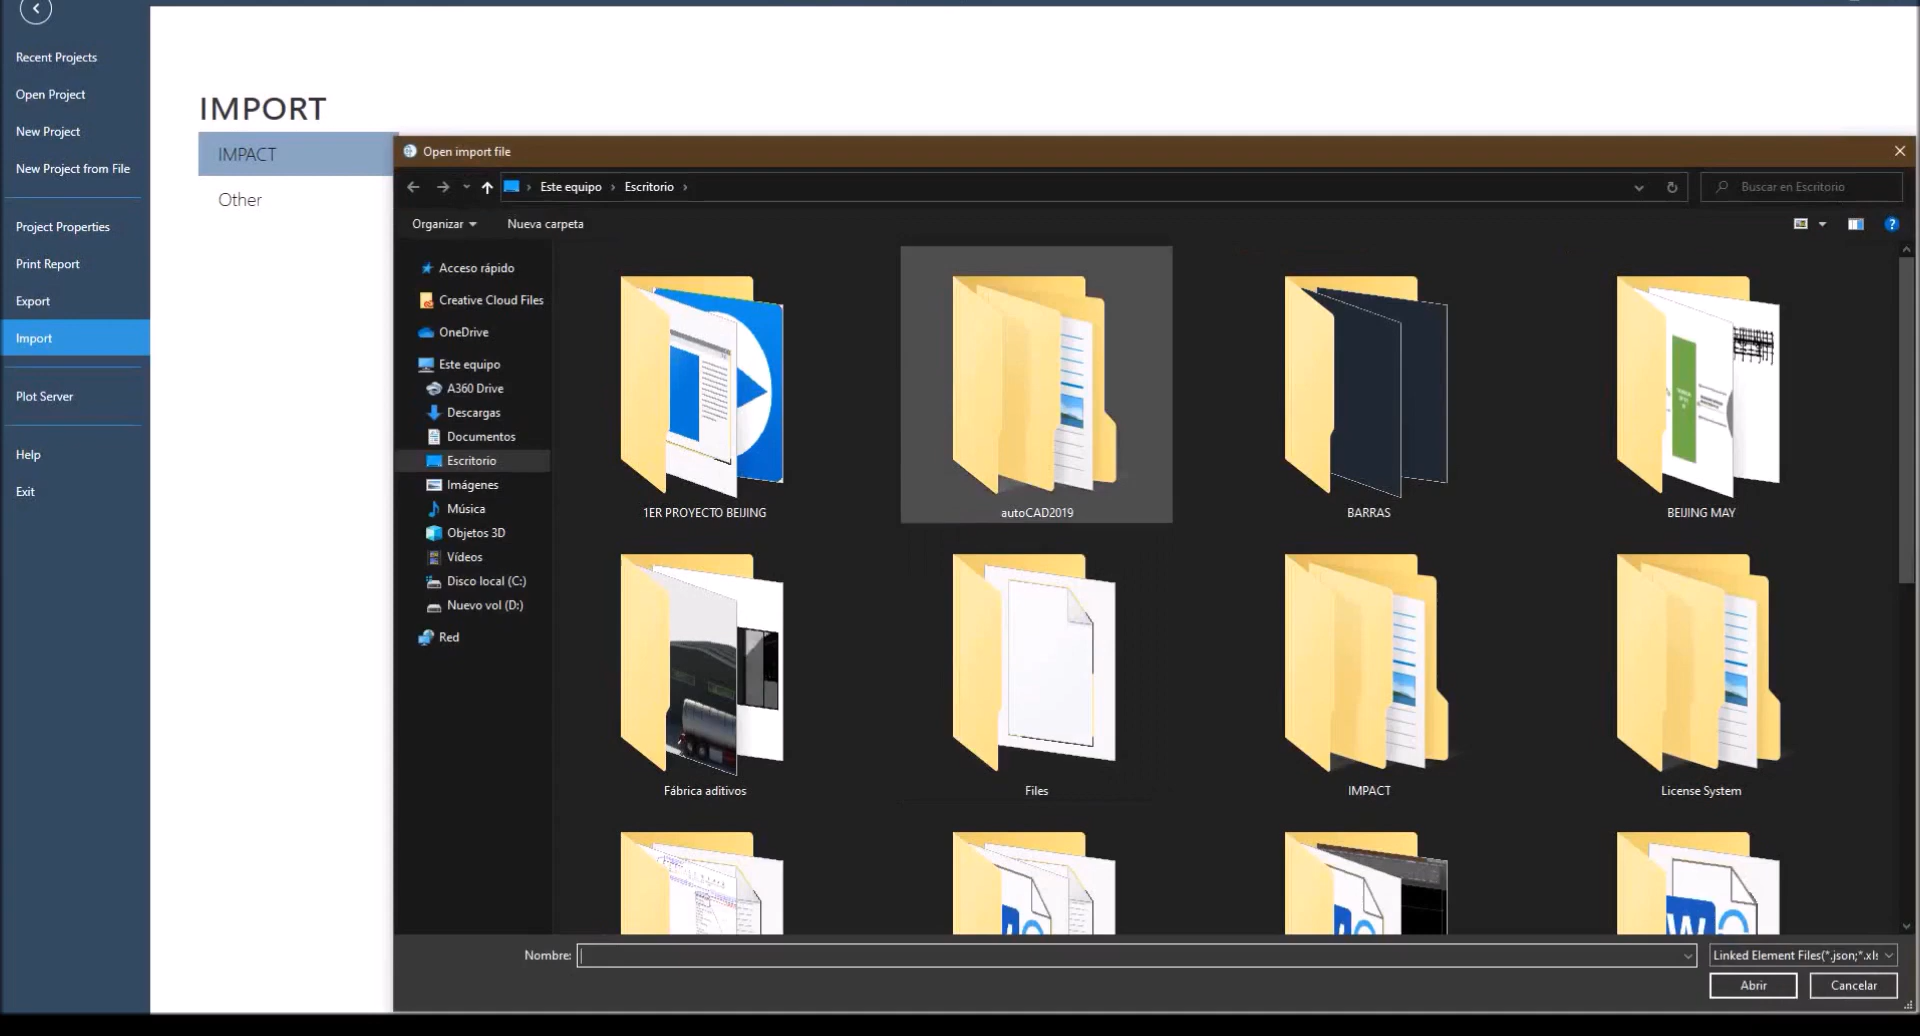 Recent Projects
Open Project
New Project
New Project from File
Project Properties
Print Report
Export
Import
Plot Server
Help
Exit
IMPORT
IMPACT
Other
Open import file
Este equipo
Escritorio
Buscar en Escritorio
Organizar
Nueva carpeta
Acceso rápido
Creative Cloud Files
OneDrive
Este equipo
A360 Drive
Descargas
Documentos
Escritorio
Imágenes
Música
Objetos 3D
Vídeos
Disco local (C:)
Nuevo vol (D:)
Red
1ER PROYECTO BEIJING
autoCAD2019
BARRAS
BEIJING MAY
Fábrica aditivos
Files
IMPACT
License System
Nombre:
Linked Element Files(*.json;*.xls
Abrir
Cancelar